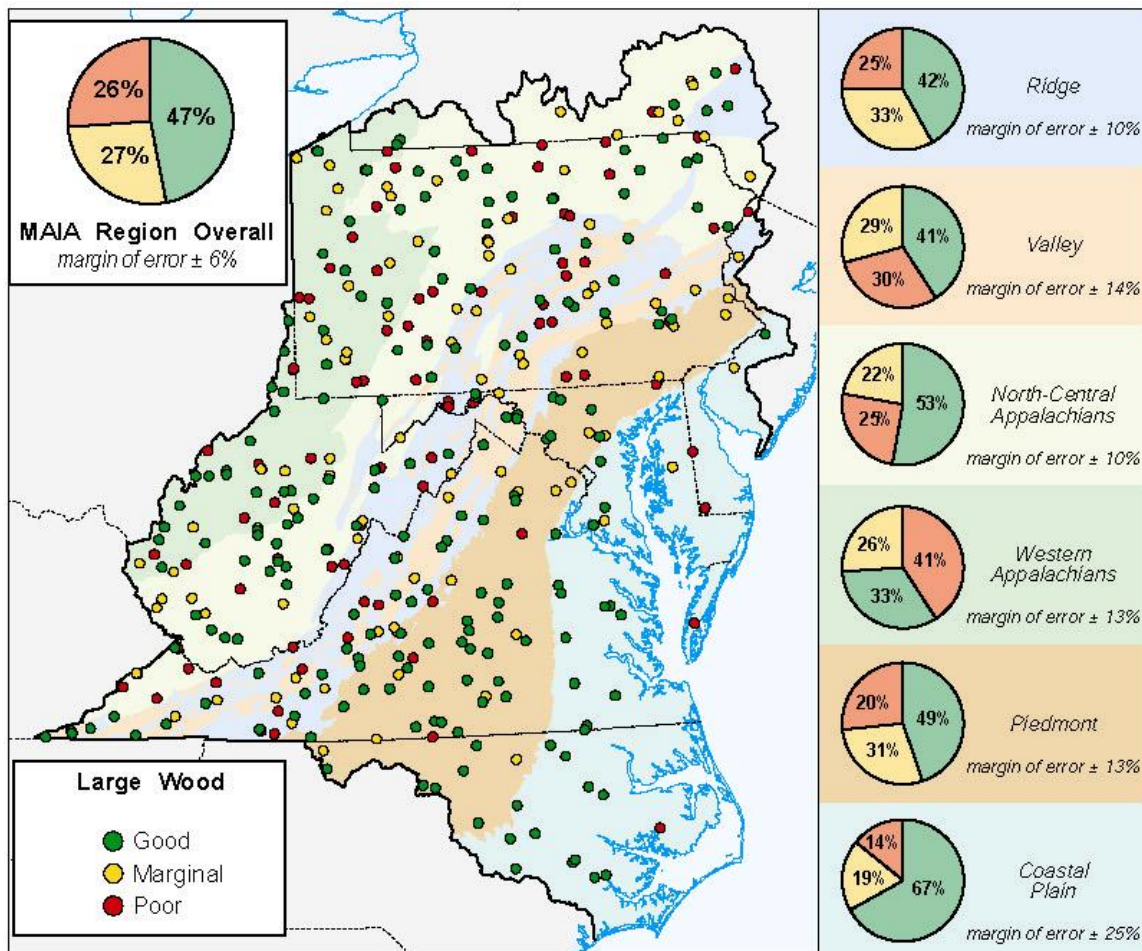 26%
47%
27%
MAIA Region Overall
margin of error ± 6%
Large Wood
Good
Marginal
Poor
25%
42%
33%
Ridge
margin of error ± 10%
29%
41%
30%
Valley
margin of error ± 14%
22%
53%
25%
North-Central
Appalachians
margin of error ± 10%
26%
41%
33%
Western
Appalachians
margin of error ± 13%
20%
49%
31%
Piedmont
margin of error ± 13%
14%
19%
67%
Coastal
Plain
margin of error ± 25%